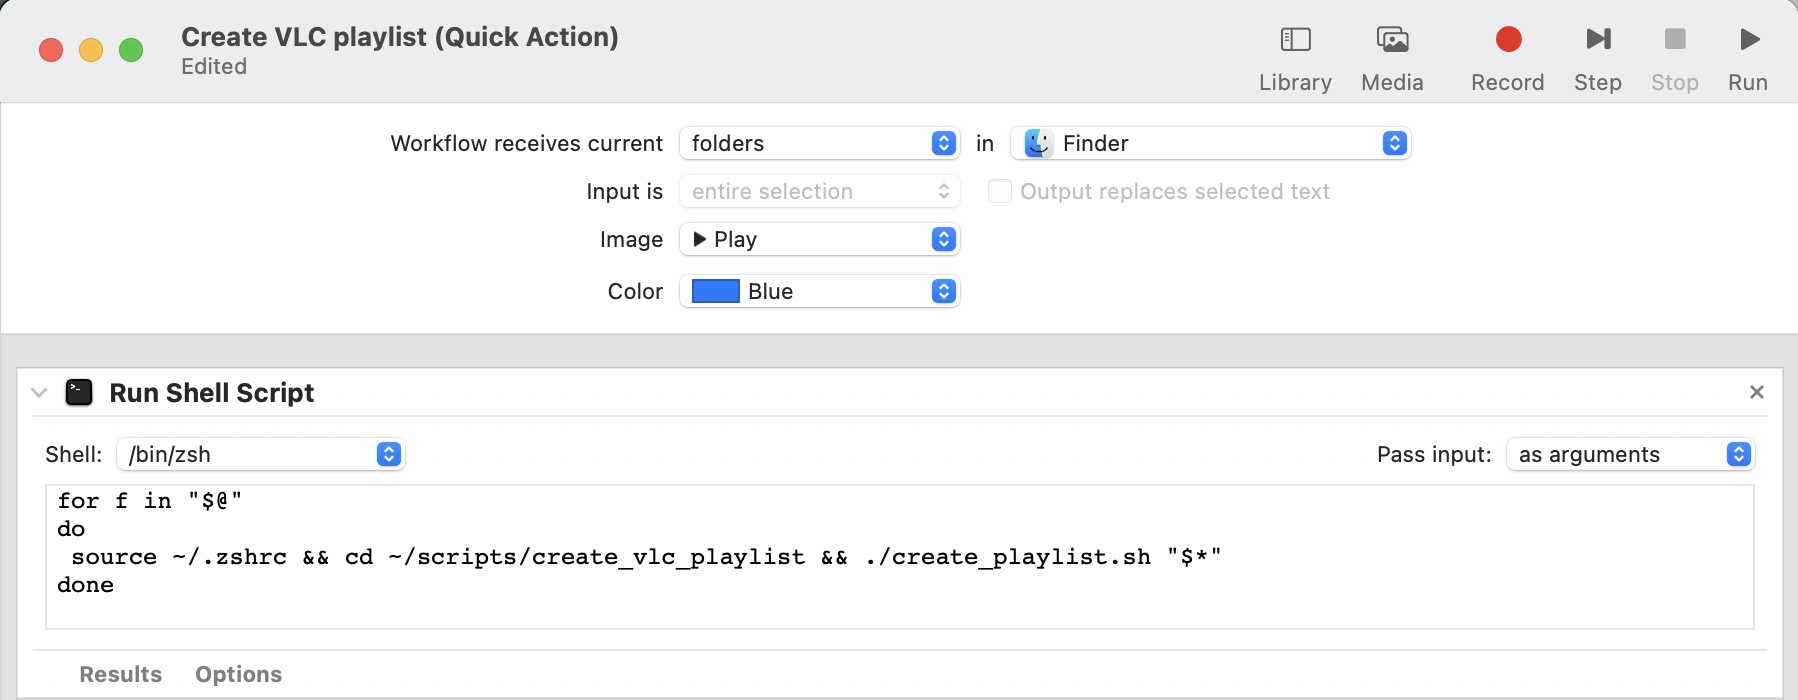 Create VLC playlist (Quick Action)
Edited
Library Media Record Step Stop Run
Workflow receives current folders in Finder
Input is entire selection Output replaces selected text
Image Play
Color Blue
Run Shell Script
Shell: /bin/zsh Pass input: as arguments
for f in "$@"
do
 source ~/.zshrc && cd ~/scripts/create_vlc_playlist && ./create_playlist.sh "$*"
done
Results Options